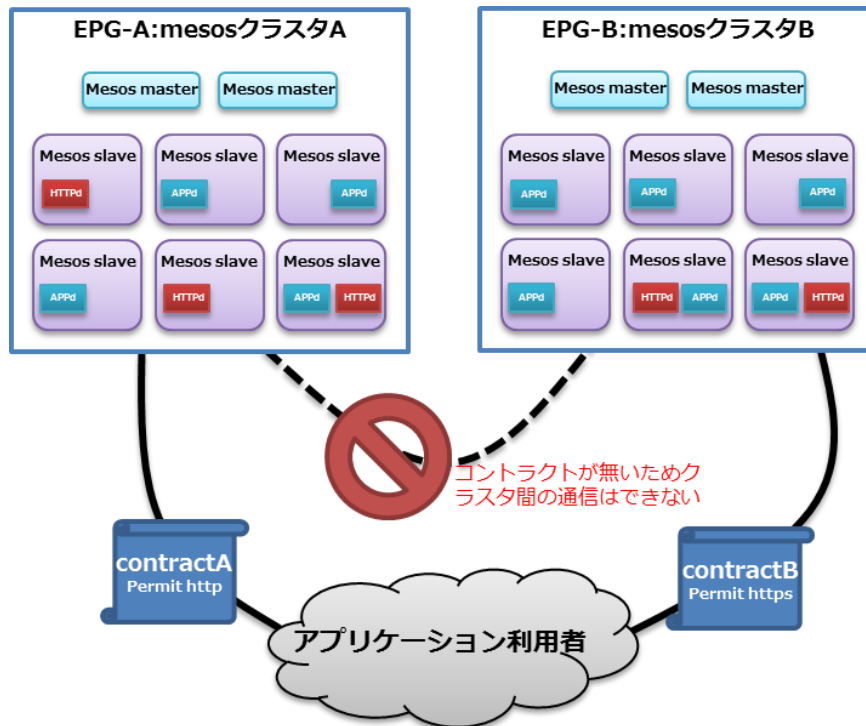 EPG-A:mesosクラスタA
Mesos master
Mesos master
Mesos slave
HTTPd
Mesos slave
APPd
Mesos slave
APPd
Mesos slave
APPd
Mesos slave
HTTPd
Mesos slave
APPd
HTTPd
EPG-B:mesosクラスタB
Mesos master
Mesos master
Mesos slave
APPd
Mesos slave
APPd
Mesos slave
APPd
Mesos slave
APPd
Mesos slave
HTTPd
APPd
Mesos slave
APPd
HTTPd
コントラクトが無いためク
ラスタ間の通信はできない
contractA
Permit http
contractB
Permit https
アプリケーション利用者